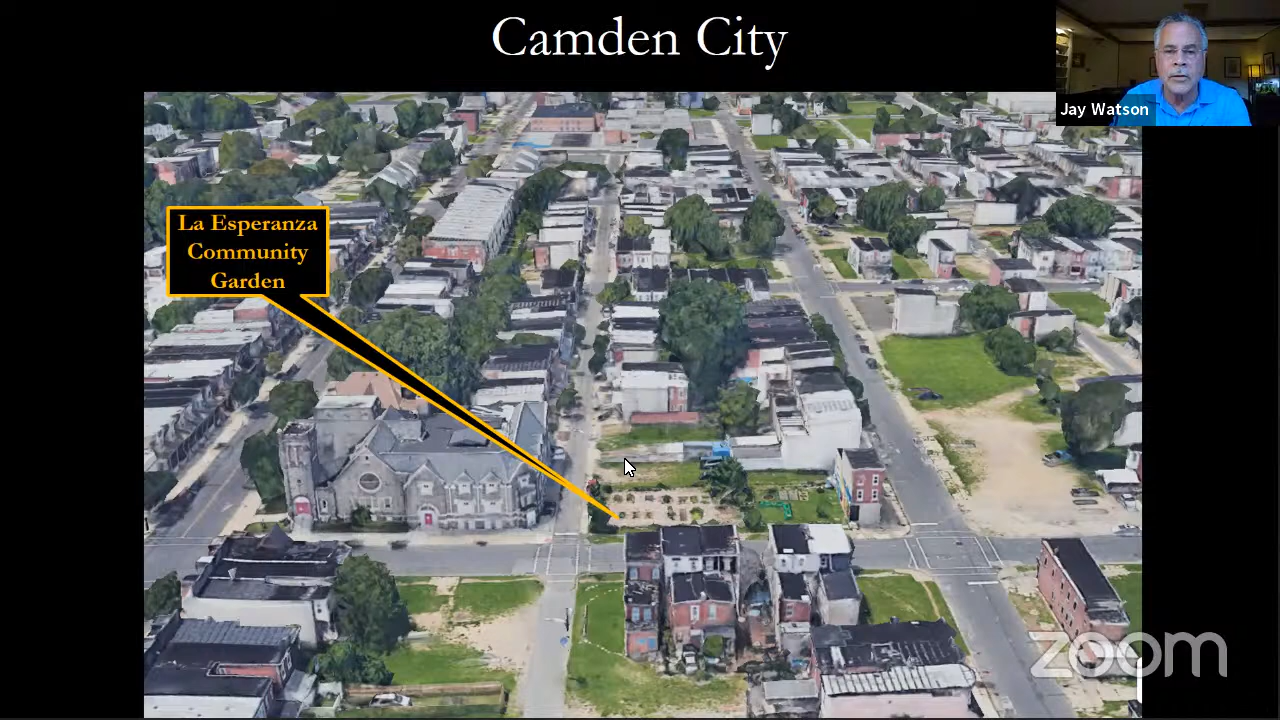 Camden City
Jay Watson
La Esperanza
Community
Garden
zoom